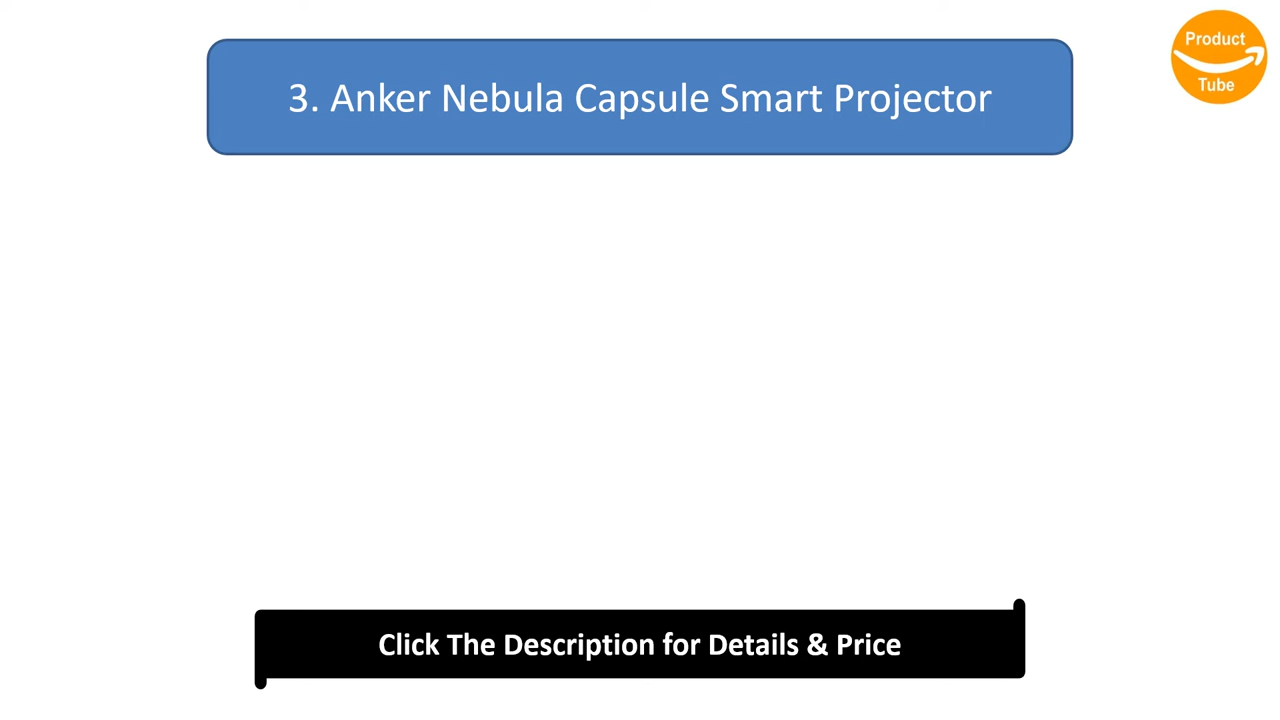 3. Anker Nebula Capsule Smart Projector
Product
Tube
Click The Description for Details & Price